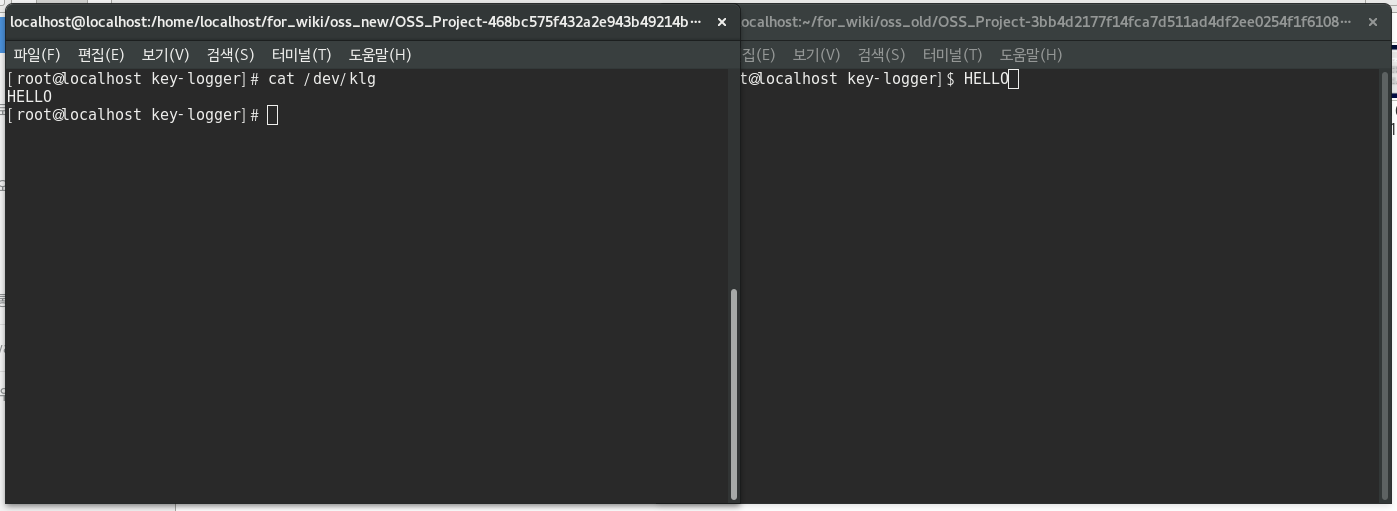 localhost@localhost:/home/localhost/for_wiki/oss_new/OSS_Project-468bc575f432a2e943b49214b··· ×
파일(F) 편집(E) 보기(V) 검색(S) 터미널(T) 도움말(H)
[root@localhost key-logger]# cat /dev/klg
HELLO
[root@localhost key-logger]#
ocalhost:~/for_wiki/oss_old/OSS_Project-3bb4d2177f14fca7d511ad4df2ee0254f1f6108··· ×
집(E) 보기(V) 검색(S) 터미널(T) 도움말(H)
t@localhost key-logger]$ HELLO